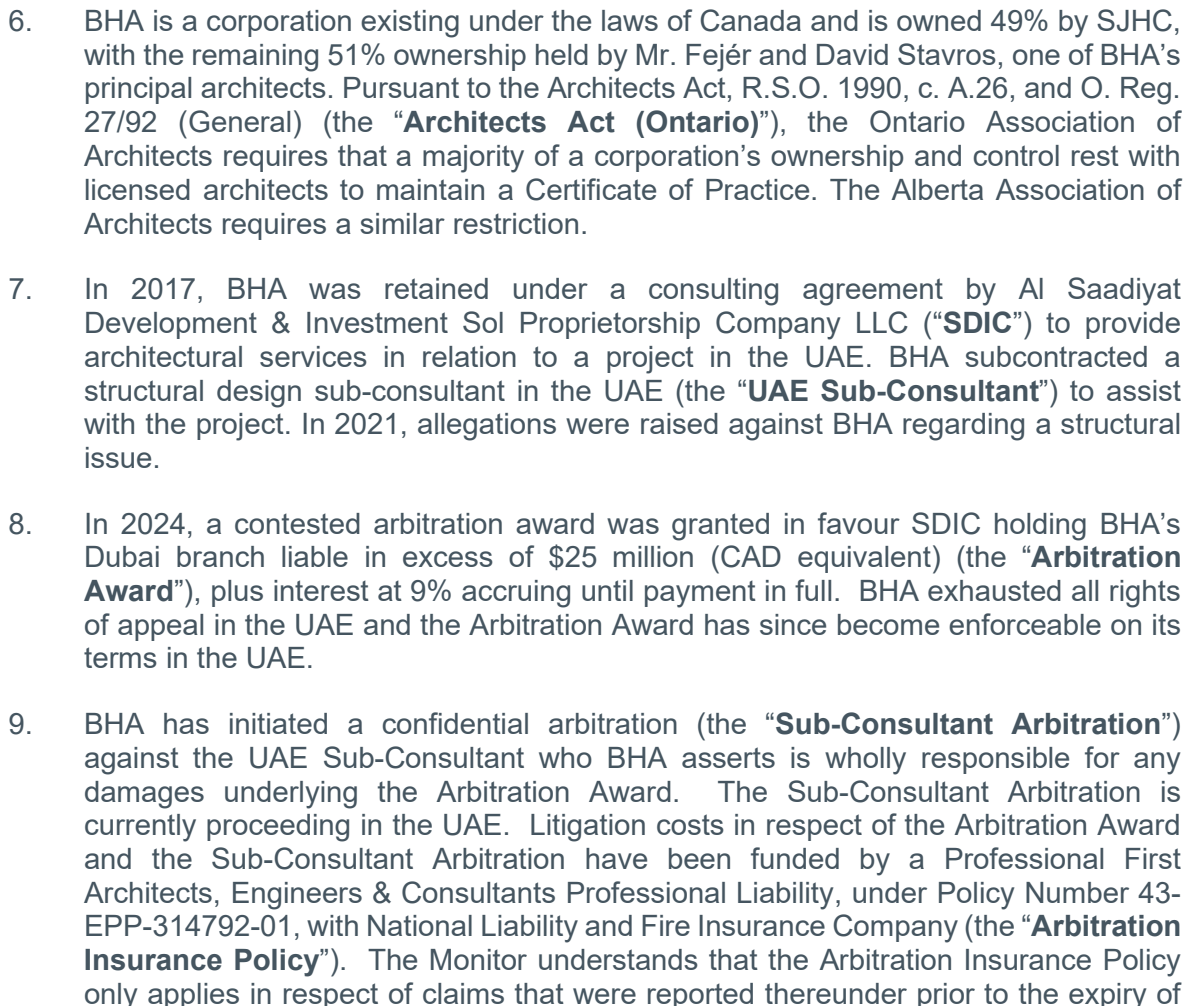 6. BHA is a corporation existing under the laws of Canada and is owned 49% by SJHC,
with the remaining 51% ownership held by Mr. Fejér and David Stavros, one of BHA’s
principal architects. Pursuant to the Architects Act, R.S.O. 1990, c. A.26, and O. Reg.
27/92 (General) (the “Architects Act (Ontario)”), the Ontario Association of
Architects requires that a majority of a corporation’s ownership and control rest with
licensed architects to maintain a Certificate of Practice. The Alberta Association of
Architects requires a similar restriction.
7. In 2017, BHA was retained under a consulting agreement by Al Saadiyat
Development & Investment Sol Proprietorship Company LLC (“SDIC”) to provide
architectural services in relation to a project in the UAE. BHA subcontracted a
structural design sub-consultant in the UAE (the “UAE Sub-Consultant”) to assist
with the project. In 2021, allegations were raised against BHA regarding a structural
issue.
8. In 2024, a contested arbitration award was granted in favour SDIC holding BHA’s
Dubai branch liable in excess of $25 million (CAD equivalent) (the “Arbitration
Award”), plus interest at 9% accruing until payment in full. BHA exhausted all rights
of appeal in the UAE and the Arbitration Award has since become enforceable on its
terms in the UAE.
9. BHA has initiated a confidential arbitration (the “Sub-Consultant Arbitration”)
against the UAE Sub-Consultant who BHA asserts is wholly responsible for any
damages underlying the Arbitration Award. The Sub-Consultant Arbitration is
currently proceeding in the UAE. Litigation costs in respect of the Arbitration Award
and the Sub-Consultant Arbitration have been funded by a Professional First
Architects, Engineers & Consultants Professional Liability, under Policy Number 43-
EPP-314792-01, with National Liability and Fire Insurance Company (the “Arbitration
Insurance Policy”). The Monitor understands that the Arbitration Insurance Policy
only applies in respect of claims that were reported thereunder prior to the expiry of